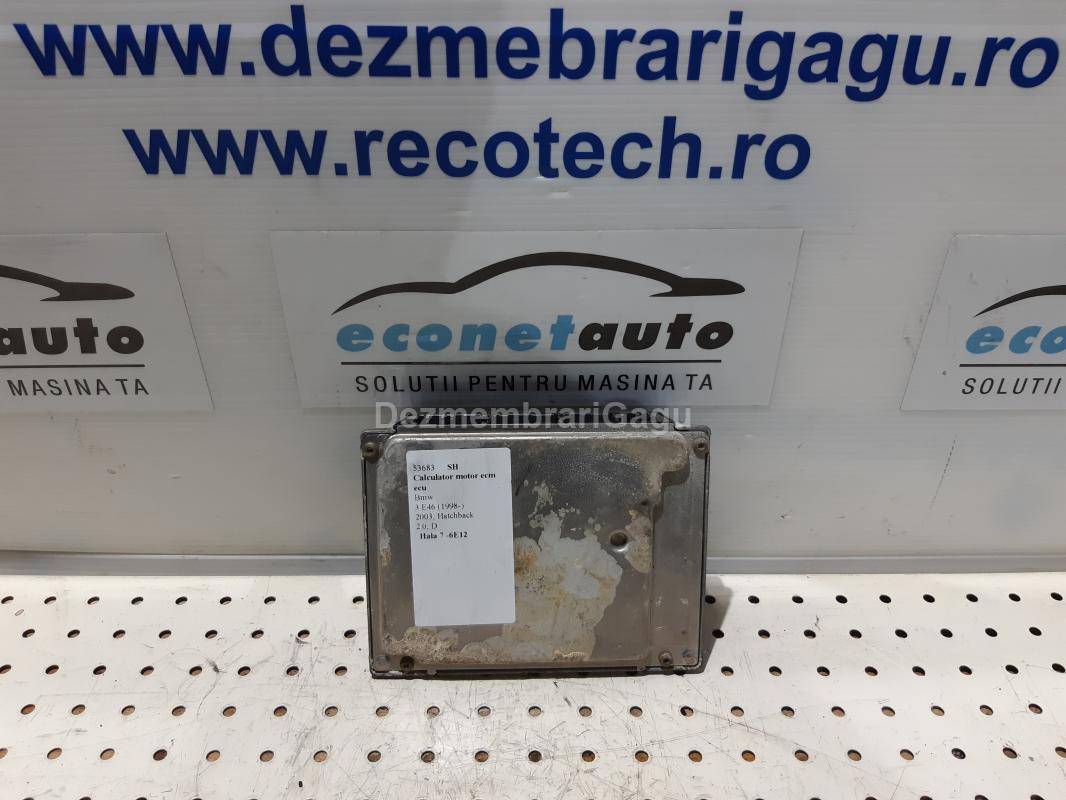 www.dezmebrarigagu.ro
www.recotech.ro
auto
MASINA TA
econetauto
SOLUTII PENTRU MASINA TA
eco
SOLUTII
DezmembrariGagu
53683 SH
Calculator motor ecm
ecu
Bmw
3 E46 (1998-)
2003, Hatchback
2.0, D
Hala 7 -6E12